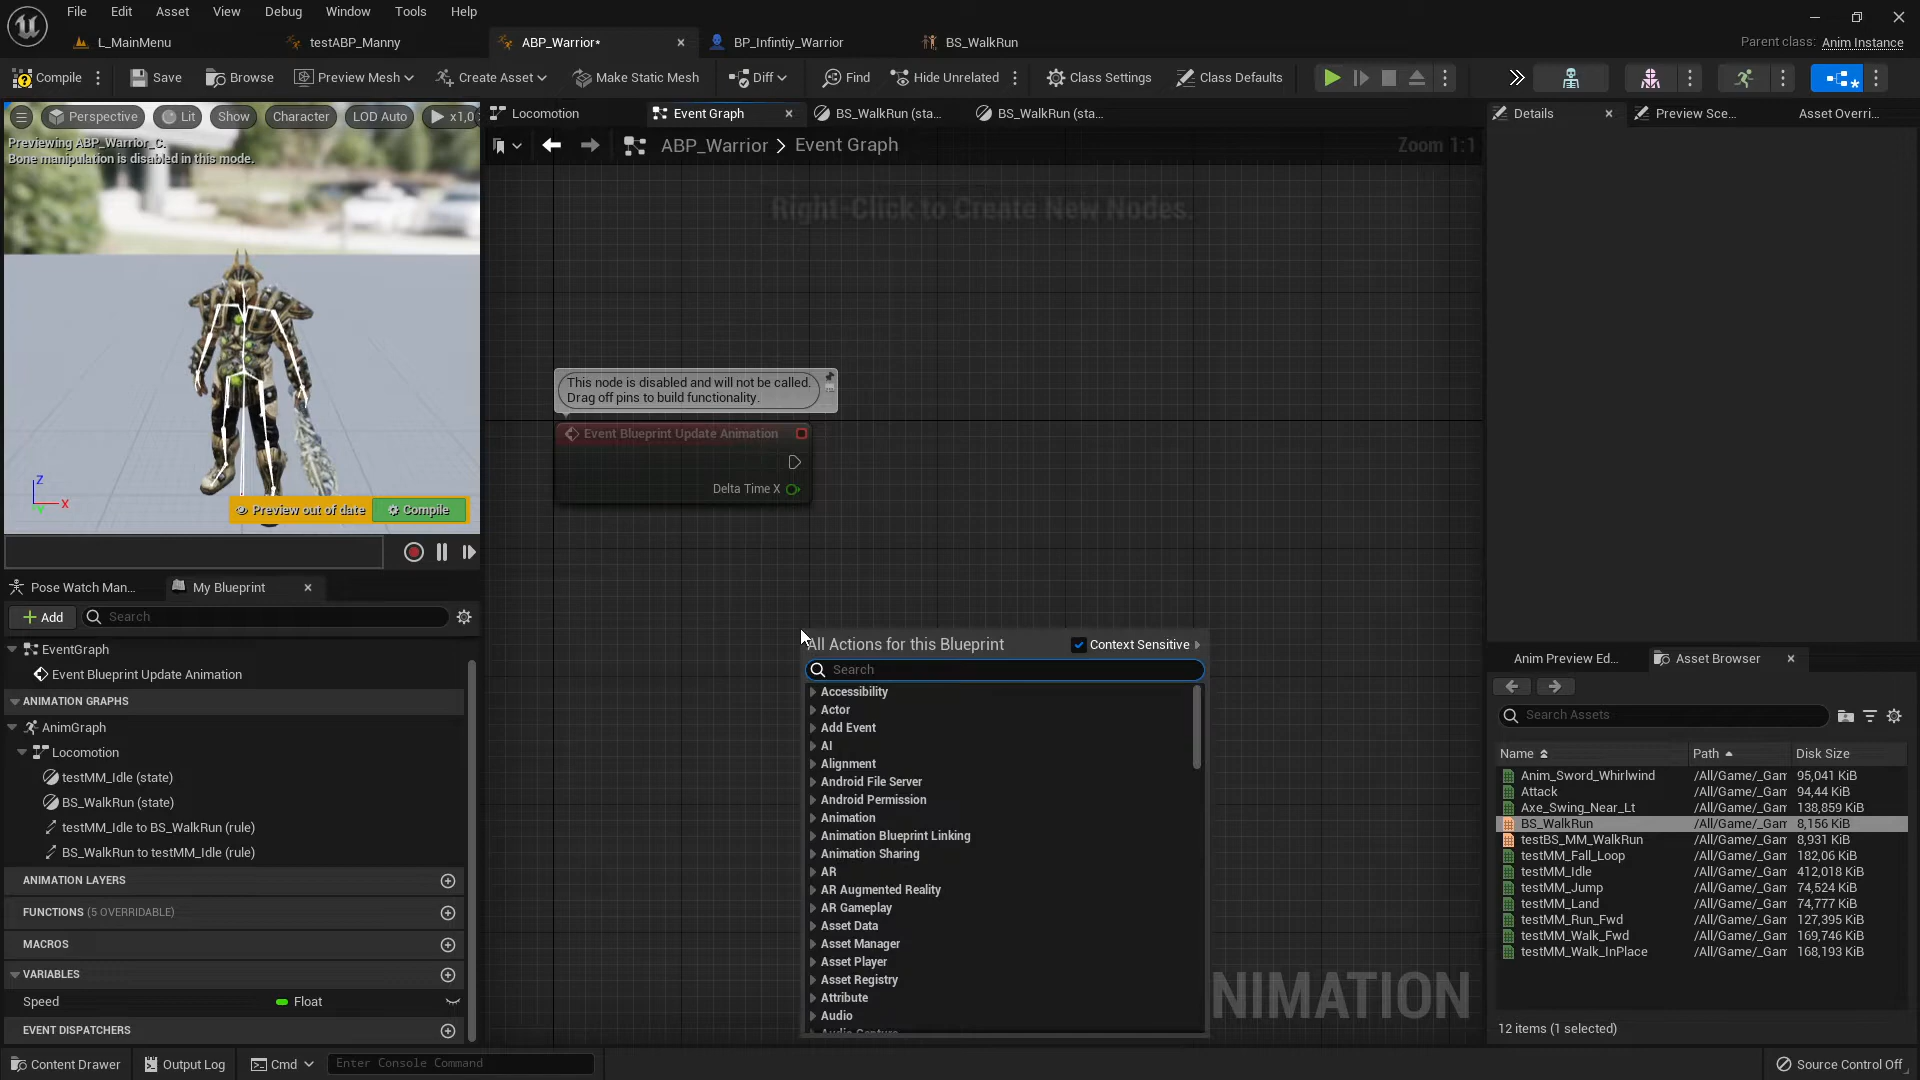 File Edit Asset View Debug Window Tools Help
L_MainMenu testABP_Manny ABP_Warrior* BP_Infintiy_Warrior BS_WalkRun
Parent class: Anim Instance
Compile Save Browse Preview Mesh Create Asset Make Static Mesh Diff Find Hide Unrelated Class Settings Class Defaults
Perspective Lit Show Character LOD Auto x1,0
Previewing ABP_Warrior_C.
Bone manipulation is disabled in this mode.
Z
X
Preview out of date Compile
Locomotion Event Graph BS_WalkRun (sta... BS_WalkRun (sta...
ABP_Warrior > Event Graph
Zoom 1:1
Right-Click to Create New Nodes.
This node is disabled and will not be called.
Drag off pins to build functionality.
Event Blueprint Update Animation
Delta Time X
All Actions for this Blueprint Context Sensitive
Search
Accessibility
Actor
Add Event
AI
Alignment
Android File Server
Android Permission
Animation
Animation Blueprint Linking
Animation Sharing
AR
AR Augmented Reality
AR Gameplay
Asset Data
Asset Manager
Asset Player
Asset Registry
Attribute
Audio
Audio Capture
NIMATION
Pose Watch Man... My Blueprint
Add Search
EventGraph
Event Blueprint Update Animation
ANIMATION GRAPHS
AnimGraph
Locomotion
testMM_Idle (state)
BS_WalkRun (state)
testMM_Idle to BS_WalkRun (rule)
BS_WalkRun to testMM_Idle (rule)
ANIMATION LAYERS
FUNCTIONS (5 OVERRIDABLE)
MACROS
VARIABLES
Speed Float
EVENT DISPATCHERS
Details Preview Sce... Asset Overri...
Anim Preview Ed... Asset Browser
Search Assets
Name Path Disk Size
Anim_Sword_Whirlwind /All/Game/_Gam 95,041 KiB
Attack /All/Game/_Gam 94,44 KiB
Axe_Swing_Near_Lt /All/Game/_Gam 138,859 KiB
BS_WalkRun /All/Game/_Gam 8,156 KiB
testBS_MM_WalkRun /All/Game/_Gam 8,931 KiB
testMM_Fall_Loop /All/Game/_Gam 182,06 KiB
testMM_Idle /All/Game/_Gam 412,018 KiB
testMM_Jump /All/Game/_Gam 74,524 KiB
testMM_Land /All/Game/_Gam 74,777 KiB
testMM_Run_Fwd /All/Game/_Gam 127,395 KiB
testMM_Walk_Fwd /All/Game/_Gam 169,746 KiB
testMM_Walk_InPlace /All/Game/_Gam 168,193 KiB
12 items (1 selected)
Content Drawer Output Log Cmd Enter Console Command Source Control Off